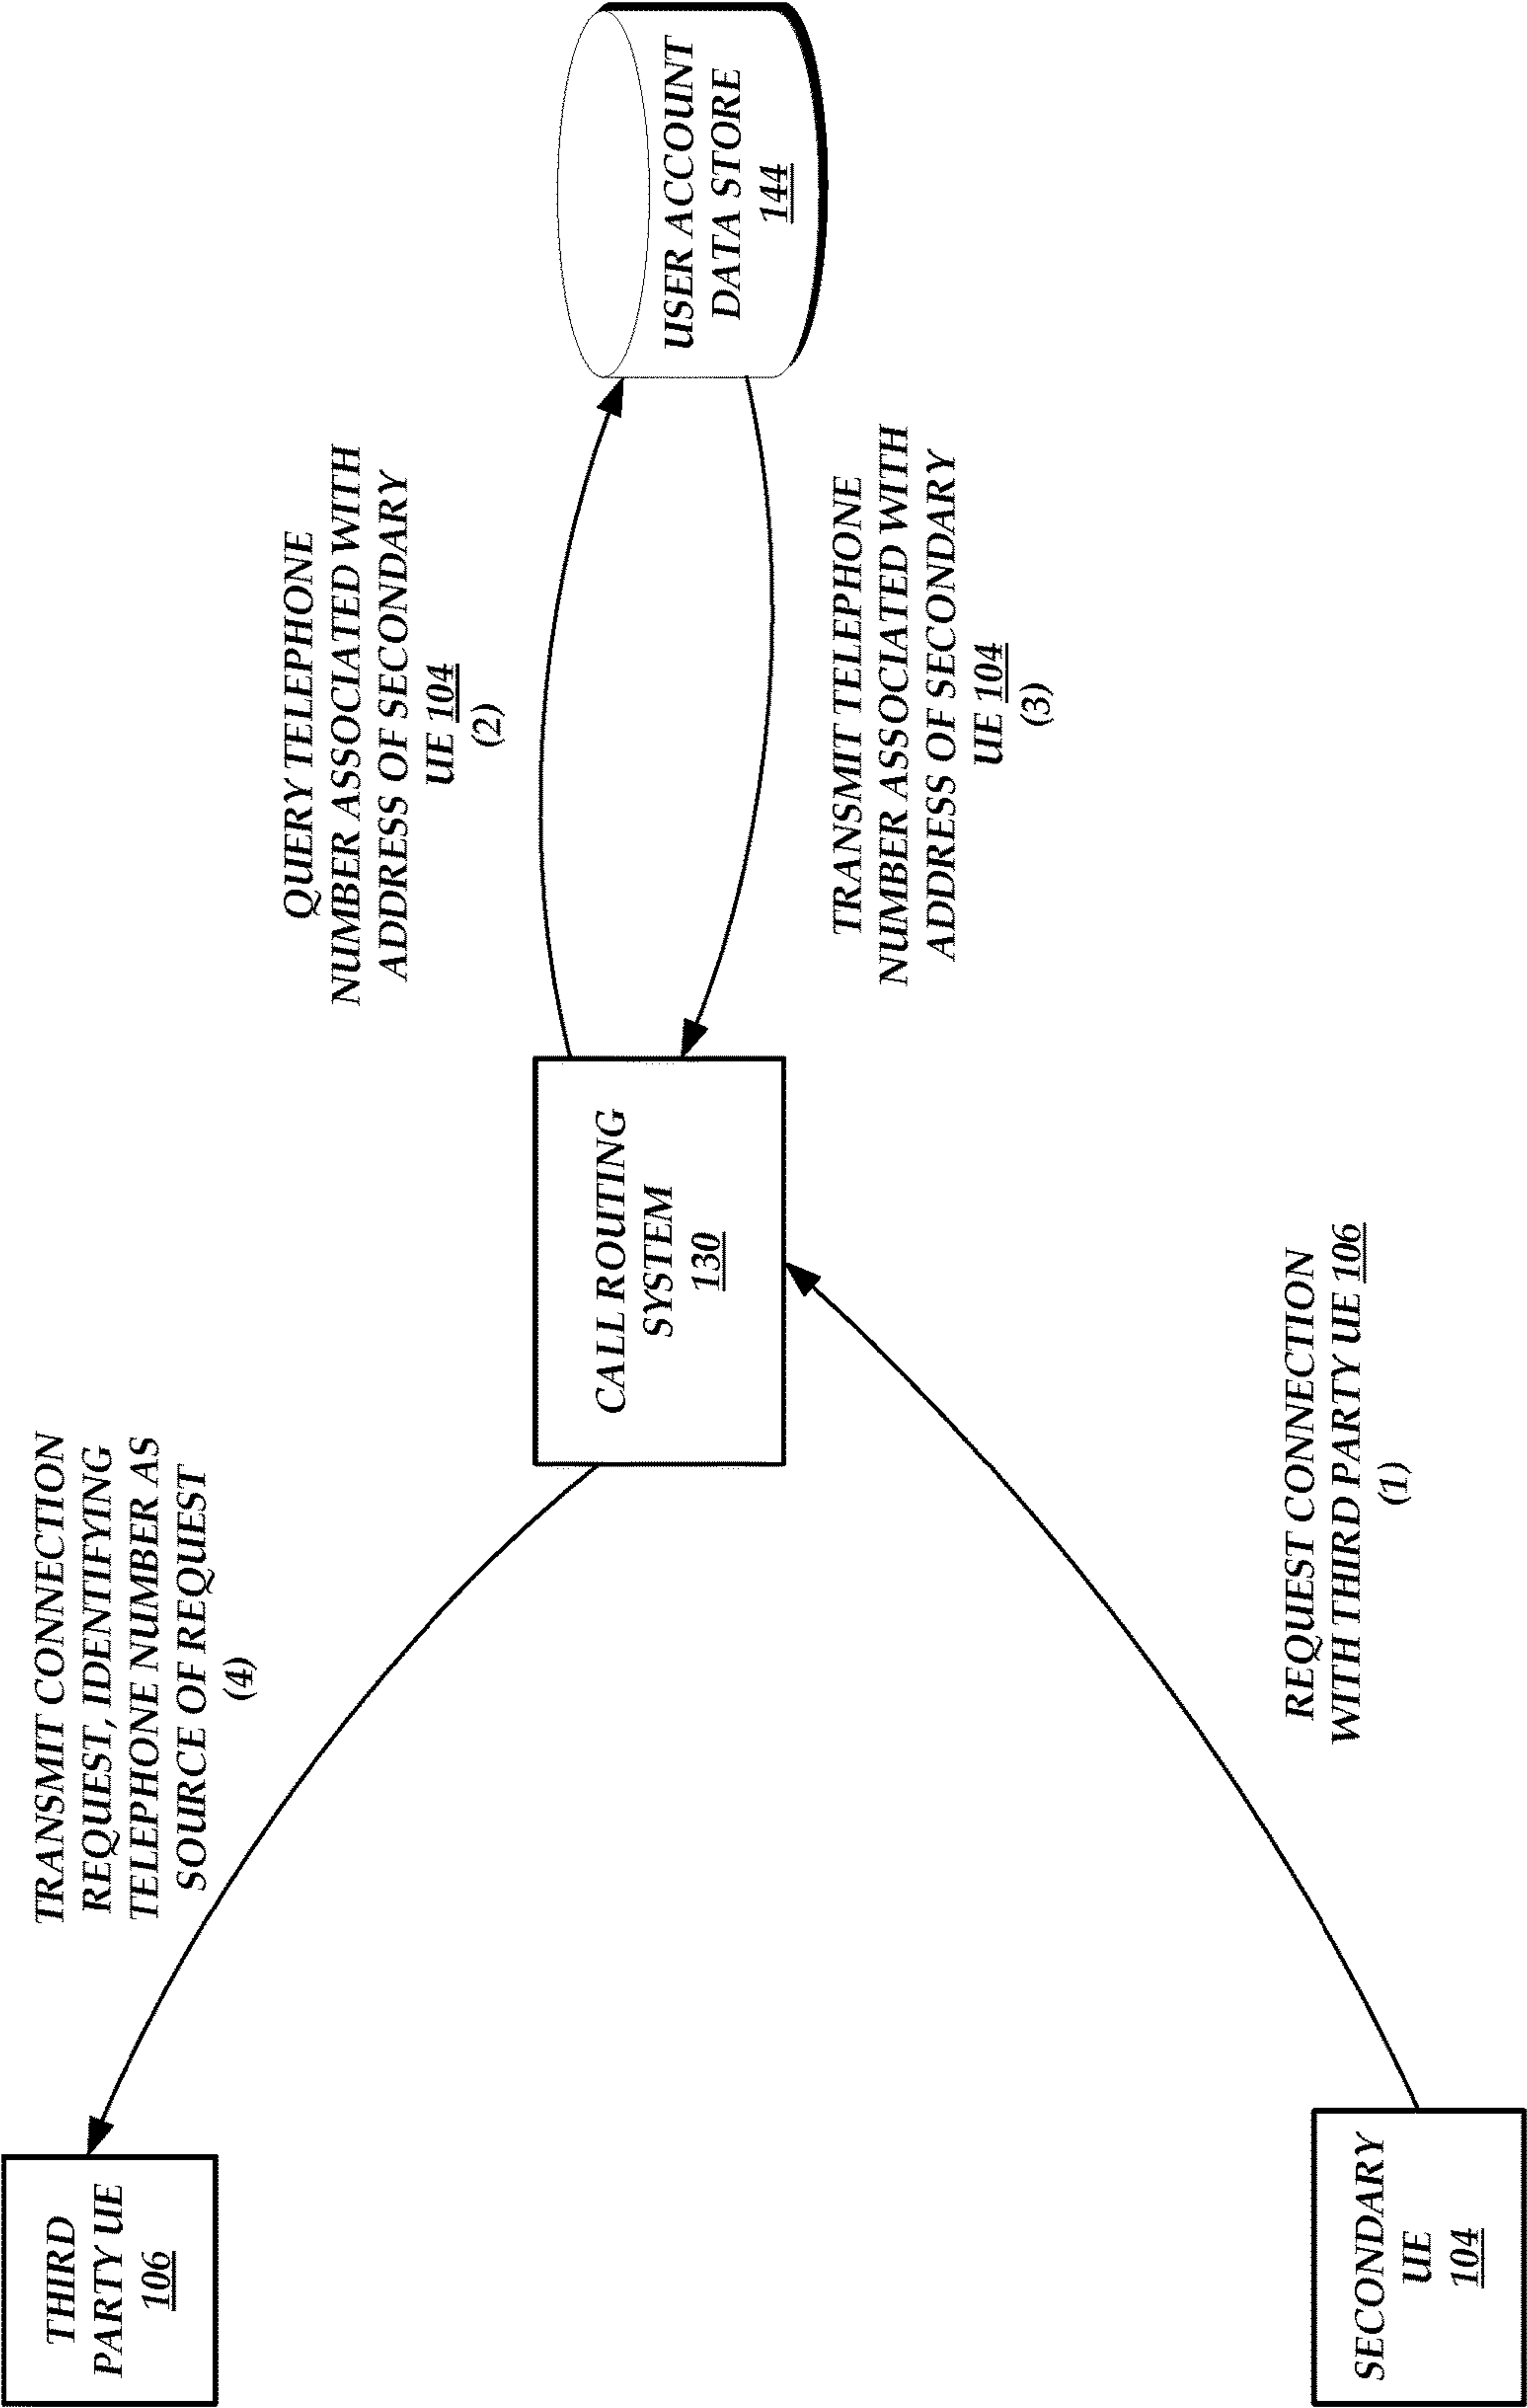 THIRD
PARTY UE
106
TRANSMIT CONNECTION
REQUEST, IDENTIFYING
TELEPHONE NUMBER AS
SOURCE OF REQUEST
(4)
QUERY TELEPHONE
NUMBER ASSOCIATED WITH
ADDRESS OF SECONDARY
UE 104
(2)
CALL ROUTING
SYSTEM
130
USER ACCOUNT
DATA STORE
144
TRANSMIT TELEPHONE
NUMBER ASSOCIATED WITH
ADDRESS OF SECONDARY
UE 104
(3)
REQUEST CONNECTION
WITH THIRD PARTY UE 106
(1)
SECONDARY
UE
104